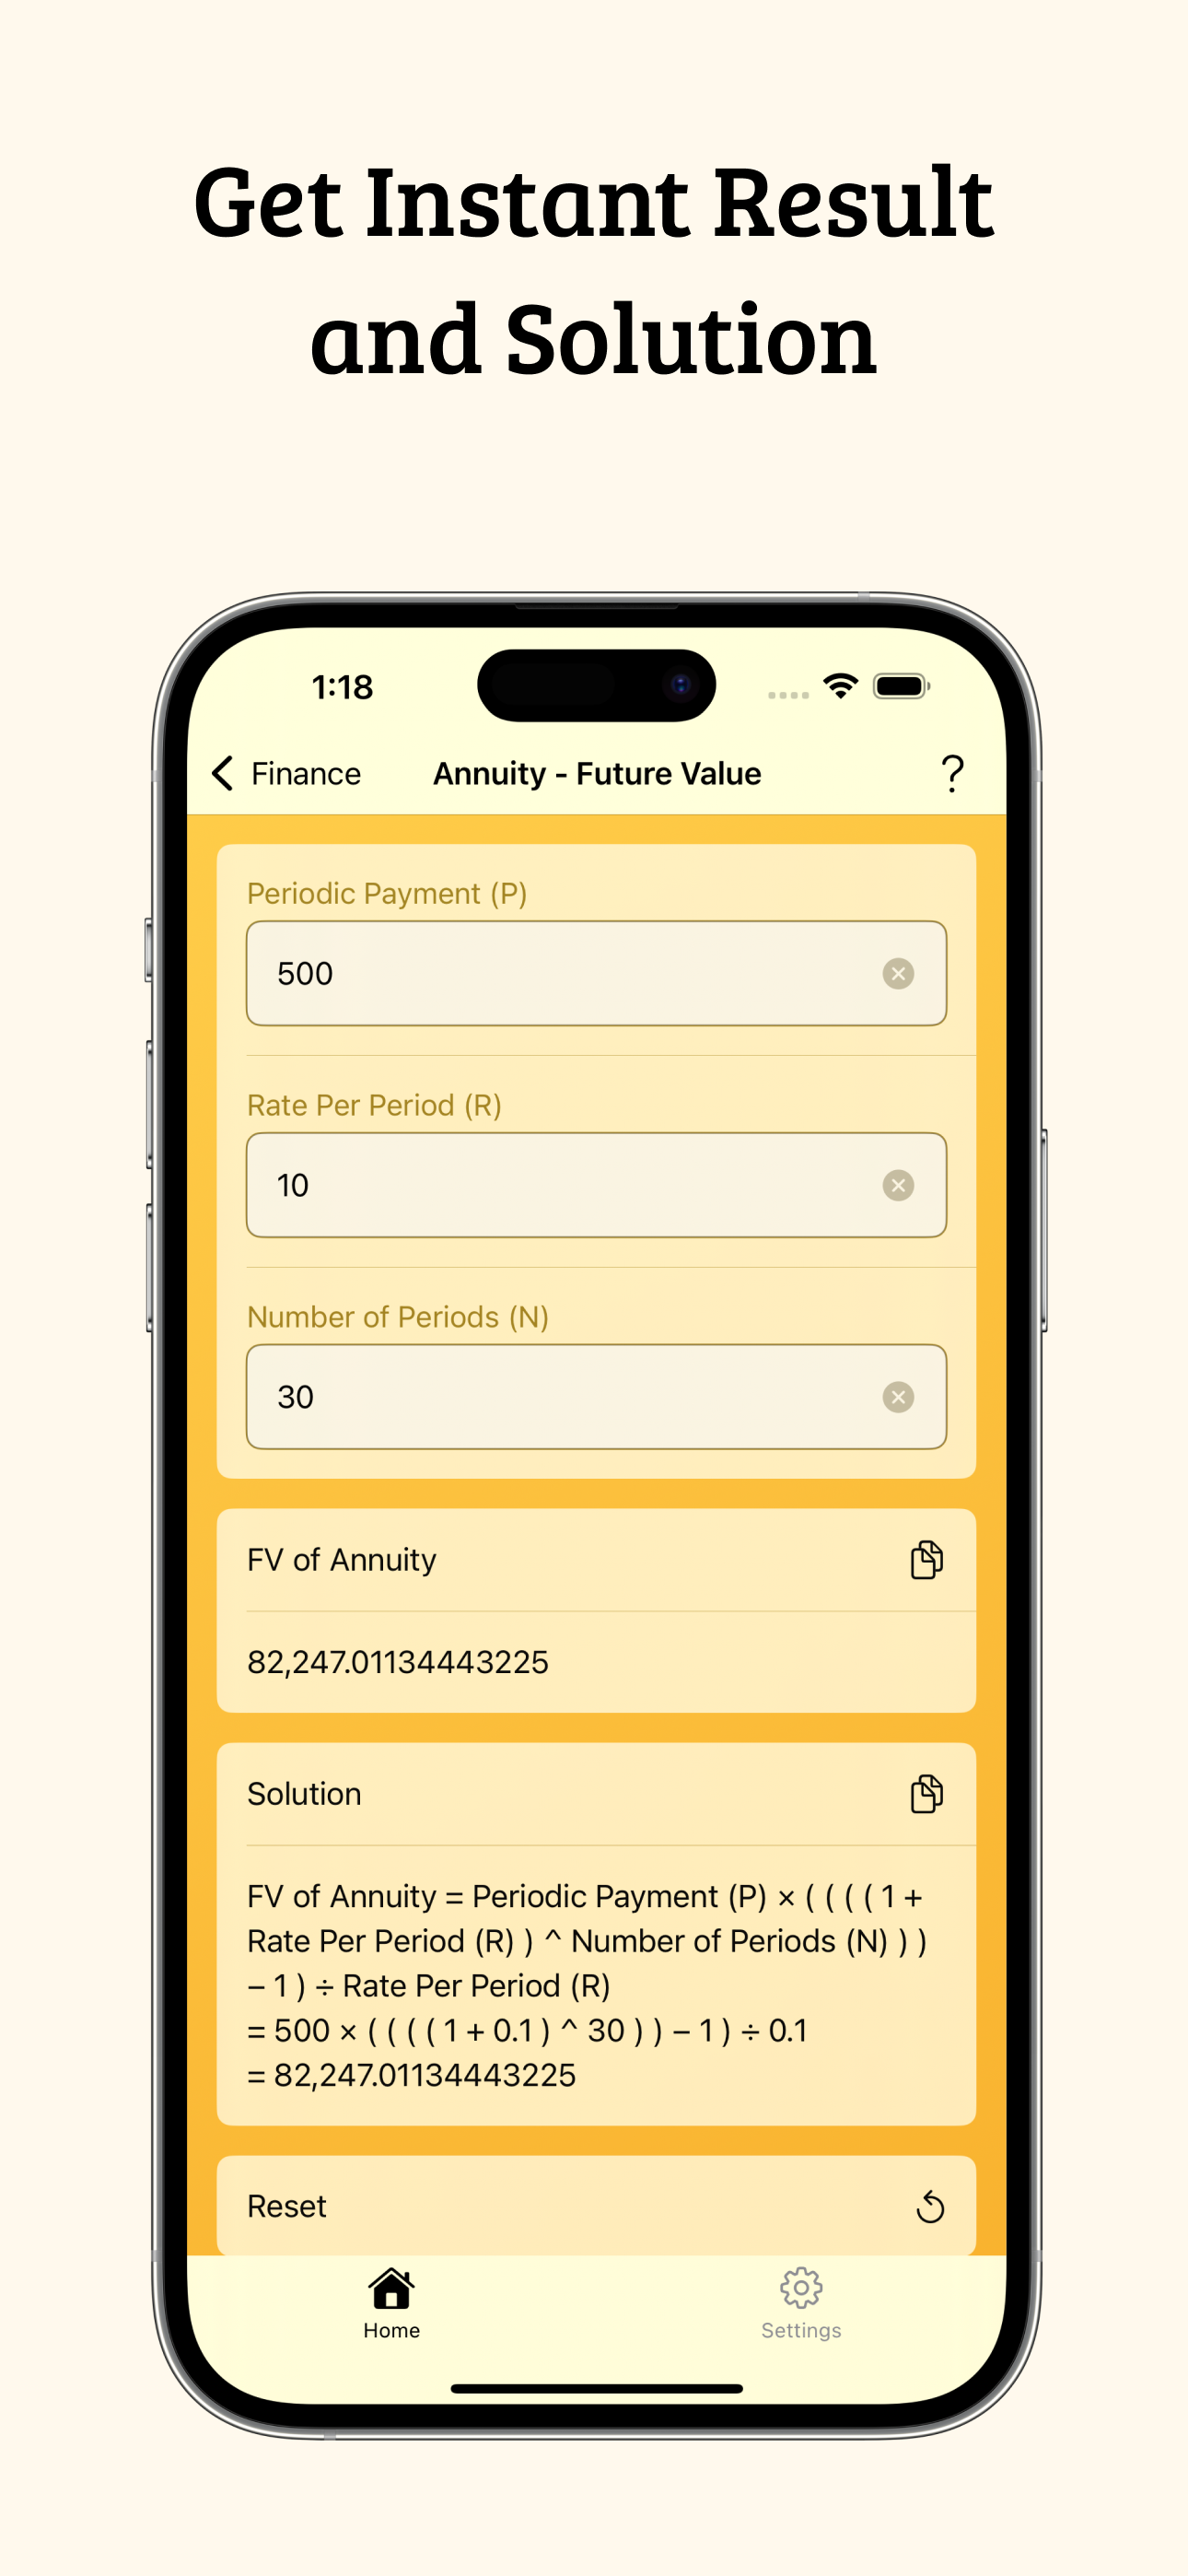 Get Instant Result
and Solution
1:18
Finance
Annuity - Future Value
?
Periodic Payment (P)
500
Rate Per Period (R)
10
Number of Periods (N)
30
FV of Annuity
82,247.01134443225
Solution
FV of Annuity = Periodic Payment (P) × ( ( ( ( 1 +
Rate Per Period (R) ) ^ Number of Periods (N) ) )
– 1 ) ÷ Rate Per Period (R)
= 500 × ( ( ( ( 1 + 0.1 ) ^ 30 ) ) – 1 ) ÷ 0.1
= 82,247.01134443225
Reset
Home
Settings